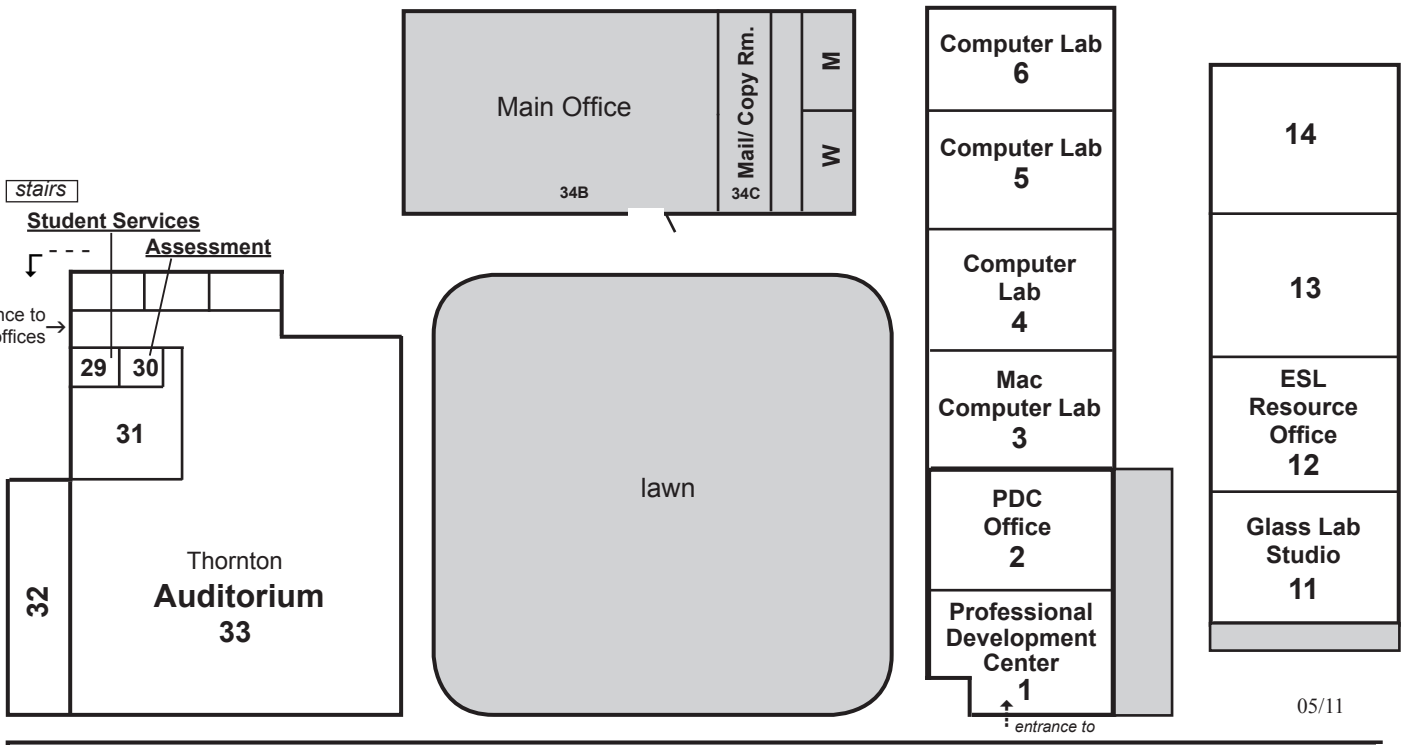 Main Office
34B
Mail/ Copy Rm.
34C
M
W
stairs
Student Services
Assessment
nce to
offices
29
30
31
32
Thornton
Auditorium
33
lawn
Computer Lab
6
Computer Lab
5
Computer
Lab
4
Mac
Computer Lab
3
PDC
Office
2
Professional
Development
Center
1
entrance to
14
13
ESL
Resource
Office
12
Glass Lab
Studio
11
05/11